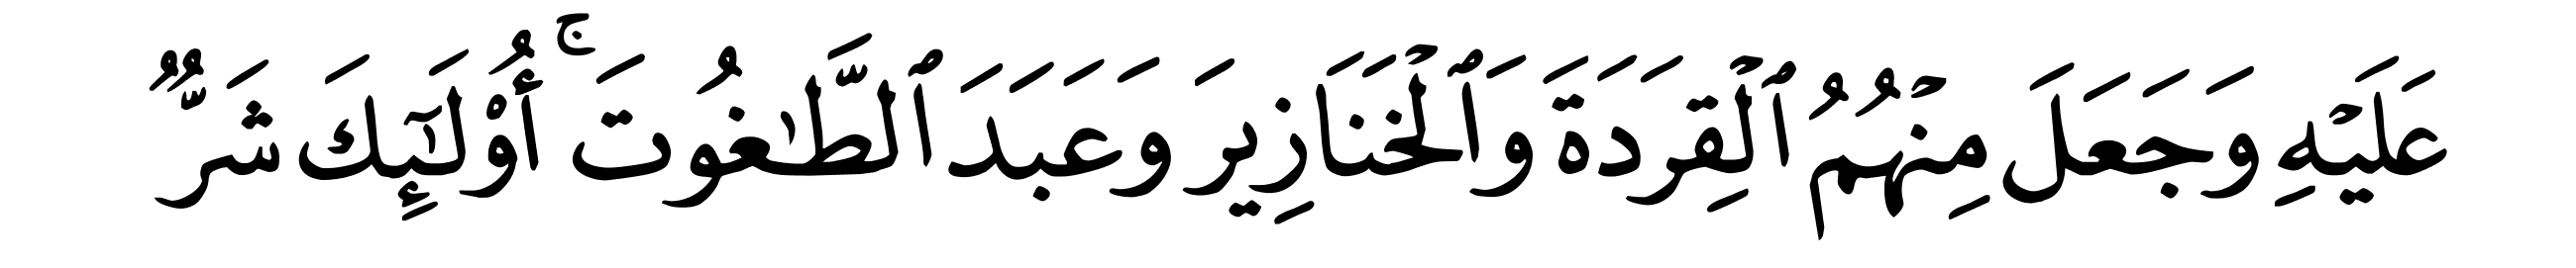 عَلَيْهِ وَجَعَلَ مِنْهُمُ ٱلْقِرَدَةَ وَٱلْخَنَازِيرَ وَعَبَدَ ٱلطَّٰغُوتَ ۚ أُو۟لَٰٓئِكَ شَرٌّ